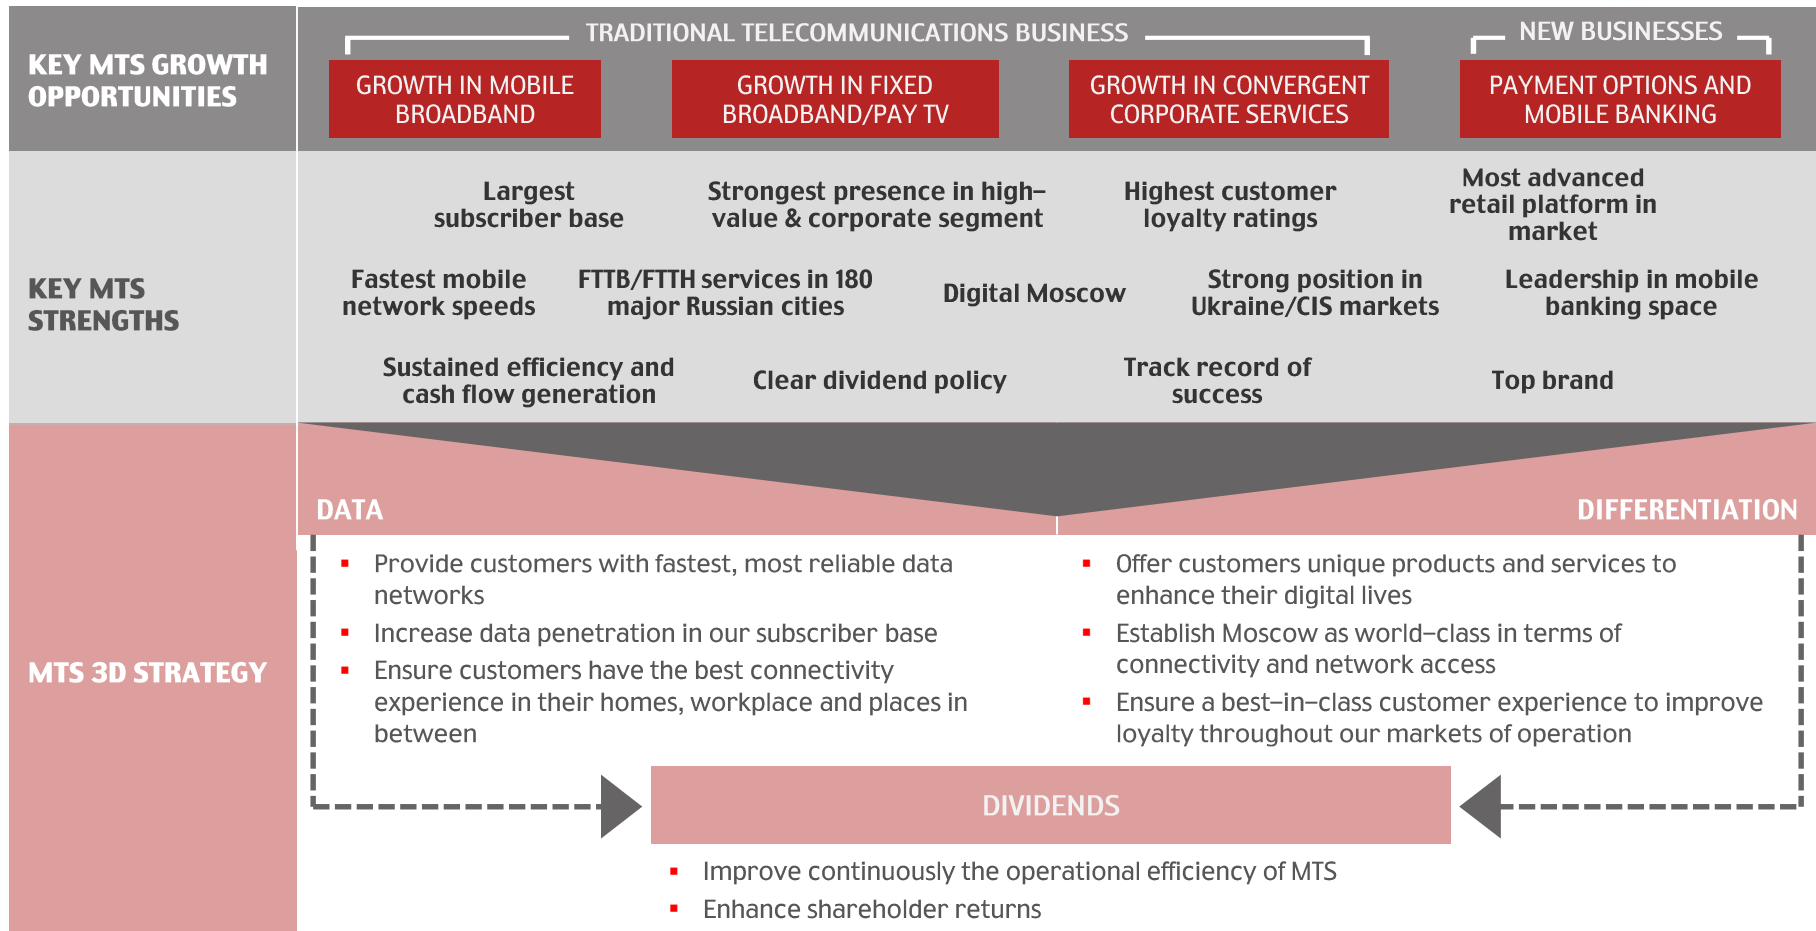 KEY MTS GROWTH
OPPORTUNITIES
TRADITIONAL TELECOMMUNICATIONS BUSINESS
NEW BUSINESSES
GROWTH IN MOBILE
BROADBAND
GROWTH IN FIXED
BROADBAND/PAY TV
GROWTH IN CONVERGENT
CORPORATE SERVICES
PAYMENT OPTIONS AND
MOBILE BANKING
KEY MTS
STRENGTHS
Largest
subscriber base
Strongest presence in high–
value & corporate segment
Highest customer
loyalty ratings
Most advanced
retail platform in
market
Fastest mobile
network speeds
FTTB/FTTH services in 180
major Russian cities
Digital Moscow
Strong position in
Ukraine/CIS markets
Leadership in mobile
banking space
Sustained efficiency and
cash flow generation
Clear dividend policy
Track record of
success
Top brand
MTS 3D STRATEGY
DATA
▪ Provide customers with fastest, most reliable data
networks
▪ Increase data penetration in our subscriber base
▪ Ensure customers have the best connectivity
experience in their homes, workplace and places in
between
DIFFERENTIATION
▪ Offer customers unique products and services to
enhance their digital lives
▪ Establish Moscow as world–class in terms of
connectivity and network access
▪ Ensure a best–in–class customer experience to improve
loyalty throughout our markets of operation
DIVIDENDS
▪ Improve continuously the operational efficiency of MTS
▪ Enhance shareholder returns